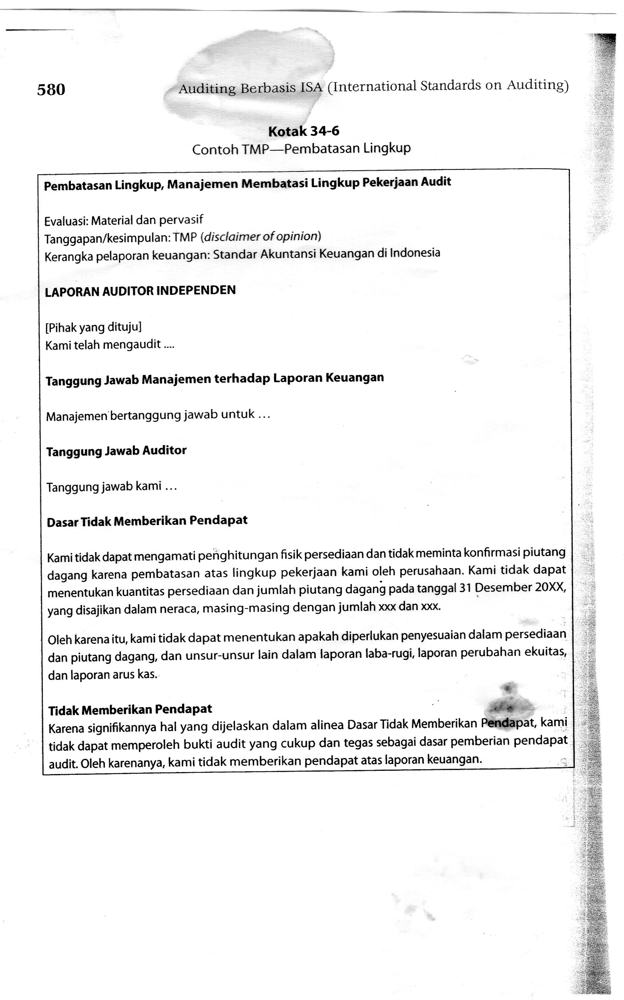 580
Auditing Berbasis ISA (International Standards on Auditing)
Kotak 34-6
Contoh TMP—Pembatasan Lingkup
Pembatasan Lingkup, Manajemen Membatasi Lingkup Pekerjaan Audit
Evaluasi: Material dan pervasif
Tanggapan/kesimpulan: TMP (disclaimer of opinion)
Kerangka pelaporan keuangan: Standar Akuntansi Keuangan di Indonesia
LAPORAN AUDITOR INDEPENDEN
[Pihak yang dituju]
Kami telah mengaudit ....
Tanggung Jawab Manajemen terhadap Laporan Keuangan
Manajemen bertanggung jawab untuk ...
Tanggung Jawab Auditor
Tanggung jawab kami ...
Dasar Tidak Memberikan Pendapat
Kami tidak dapat mengamati penghitungan fisik persediaan dan tidak meminta konfirmasi piutang
dagang karena pembatasan atas lingkup pekerjaan kami oleh perusahaan. Kami tidak dapat
menentukan kuantitas persediaan dan jumlah piutang dagang pada tanggal 31 Desember 20XX,
yang disajikan dalam neraca, masing-masing dengan jumlah xxx dan xxx.
Oleh karena itu, kami tidak dapat menentukan apakah diperlukan penyesuaian dalam persediaan
dan piutang dagang, dan unsur-unsur lain dalam laporan laba-rugi, laporan perubahan ekuitas,
dan laporan arus kas.
Tidak Memberikan Pendapat
Karena signifikannya hal yang dijelaskan dalam alinea Dasar Tidak Memberikan Pendapat, kami
tidak dapat memperoleh bukti audit yang cukup dan tegas sebagai dasar pemberian pendapat
audit. Oleh karenanya, kami tidak memberikan pendapat atas laporan keuangan.